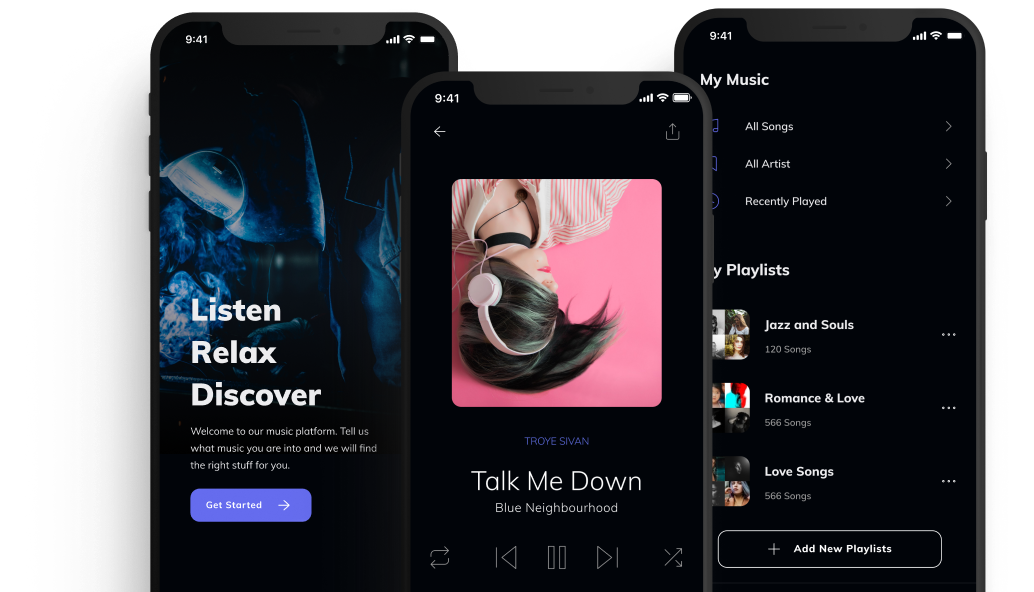 9:41
Listen
Relax
Discover
Welcome to our music platform. Tell us
what music you are into and we will find
the right stuff for you.
Get Started
9:41
TROYE SIVAN
Talk Me Down
Blue Neighbourhood
9:41
My Music
All Songs
All Artist
Recently Played
y Playlists
Jazz and Souls
120 Songs
Romance & Love
566 Songs
Love Songs
566 Songs
Add New Playlists